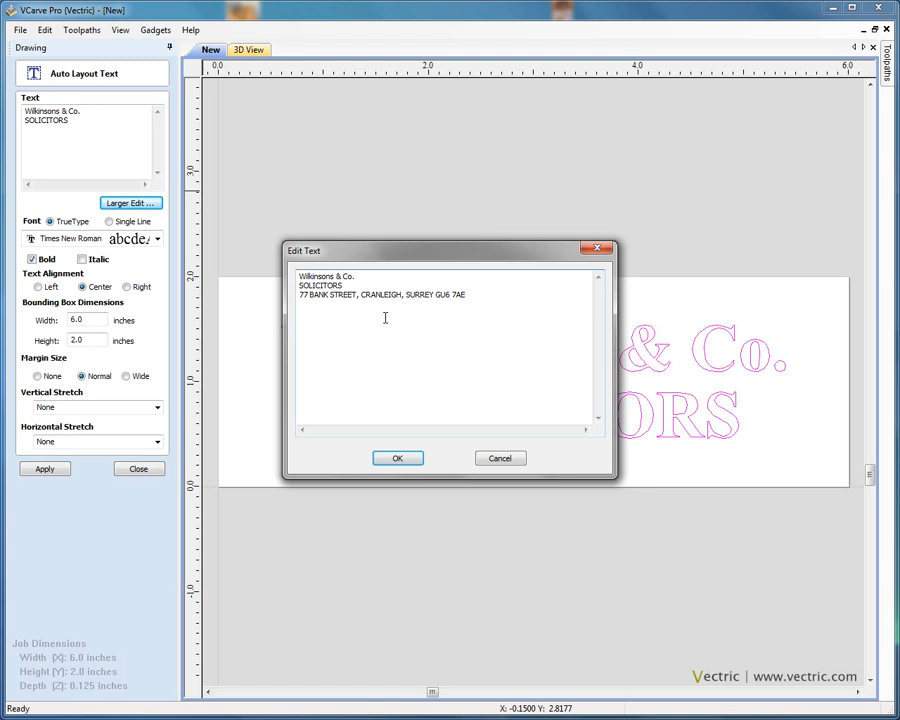 VCarve Pro {Vectric} - [New]
File Edit Toolpaths View Gadgets Help
Drawing
New 3D View
Toolpaths
Auto Layout Text
Text
Wilkinsons & Co.
SOLICITORS
Larger Edit ...
Font TrueType Single Line
Times New Roman abcde
Bold Italic
Text Alignment
Left Center Right
Bounding Box Dimensions
Width: 6.0 inches
Height: 2.0 inches
Margin Size
None Normal Wide
Vertical Stretch
None
Horizontal Stretch
None
Apply Close
0.0 2.0 4.0 6.0
3.0
2.0
1.0
0.0
-1.0
Edit Text
Wilkinsons & Co.
SOLICITORS
77 BANK STREET, CRANLEIGH, SURREY GU6 7AE
OK Cancel
& Co.
ORS
Job Dimensions
Width (X): 6.0 inches
Height (Y): 2.0 inches
Depth (Z): 0.125 inches
Vectric | www.vectric.com
Ready X: -0.1500 Y: 2.8177